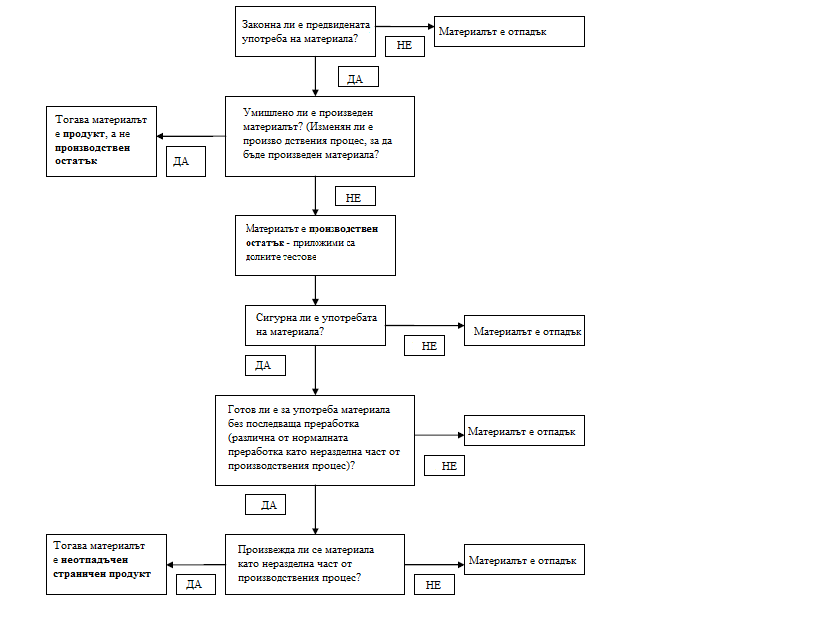 Законна ли е предвидената
употреба на материала?
НЕ
Материалът е отпадък
ДА
Умишлено ли е произведен
материалът? (Изменян ли е
произво дствения процес, за да
бъде произведен материала?
Тогава материалът
е продукт, а не
производствен
остатък
ДА
НЕ
Материалът е производствен
остатък - приложими са
долките тестове
Сигурна ли е употребата
на материала?
НЕ
Материалът е отпадък
ДА
Готов ли е за употреба материала
без последваща преработка
(различна от нормалната
преработка като неразделна част от
производствения процес)?
НЕ
Материалът е отпадък
ДА
Произвежда ли се материала
като неразделна част от
производствения процес?
Тогава материалът
е неотпадъчен
страничен продукт
ДА
НЕ
Материалът е отпадък